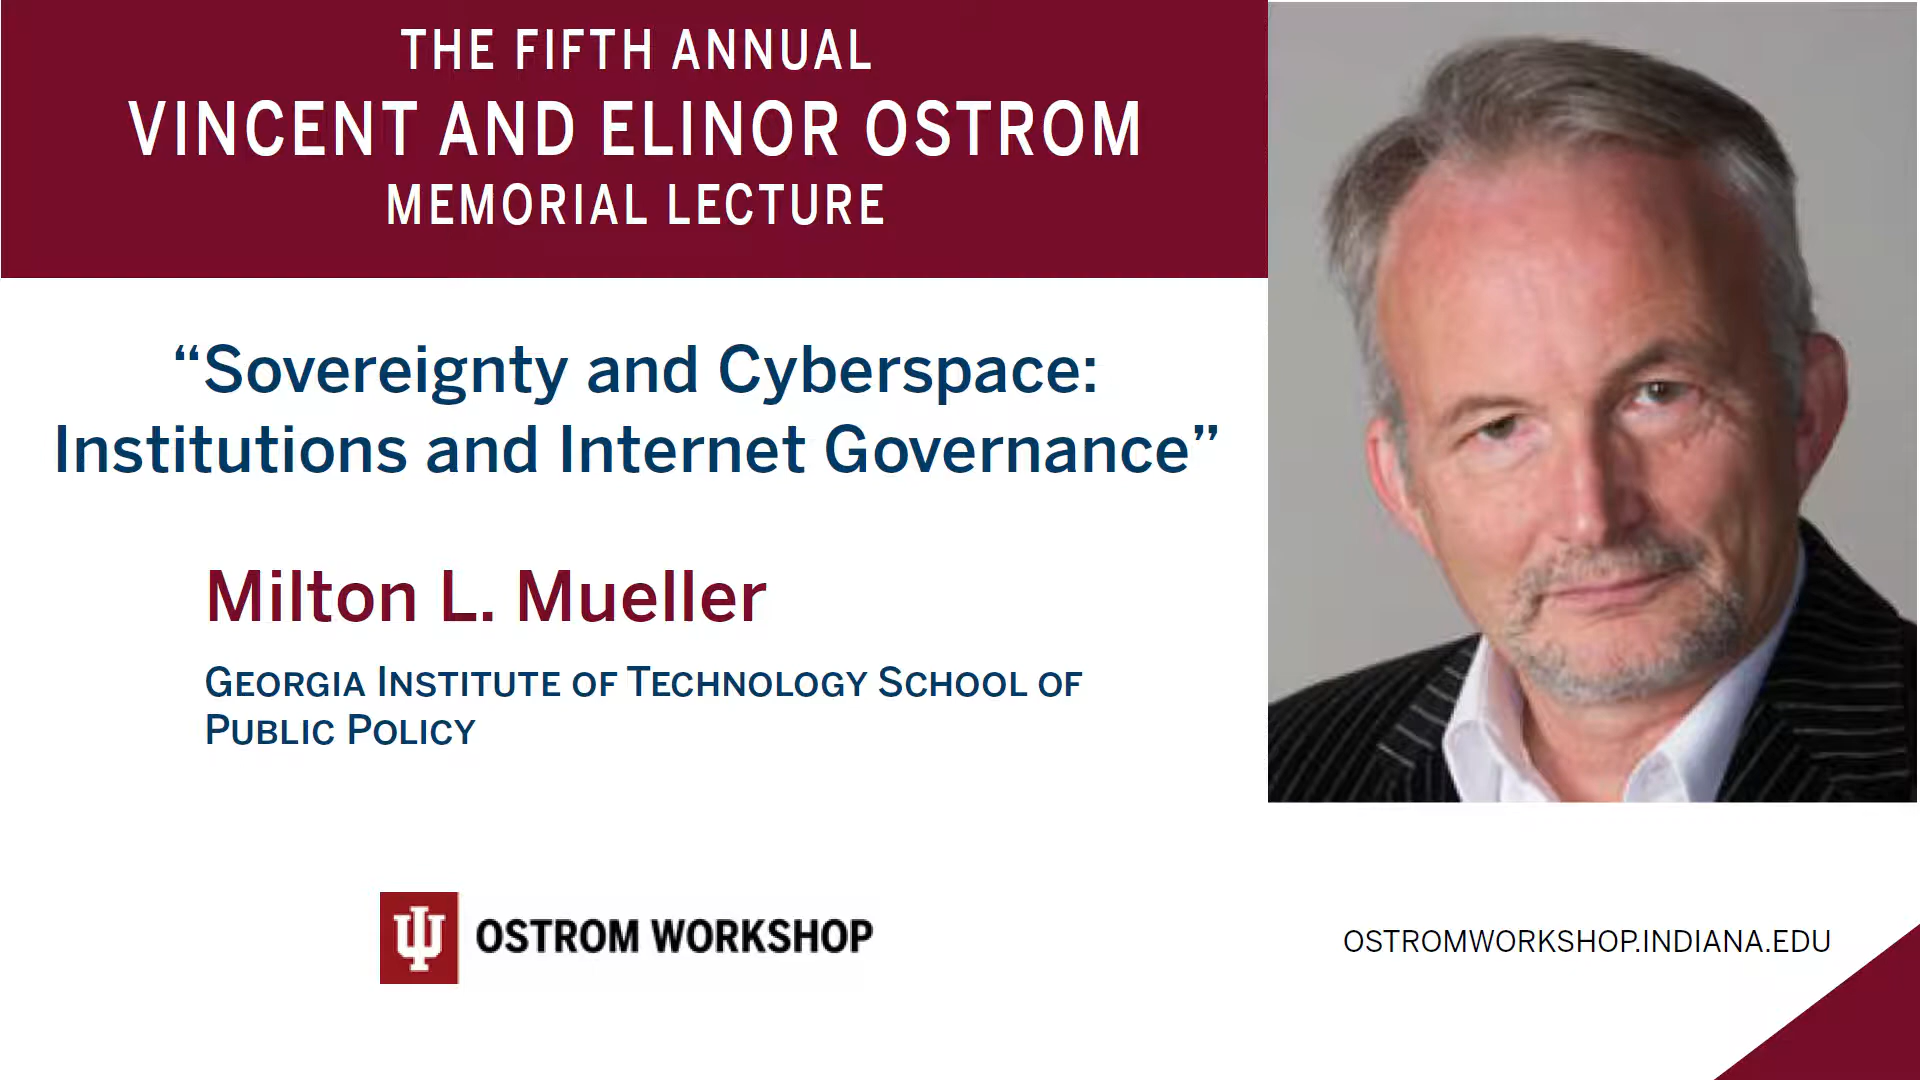 THE FIFTH ANNUAL
VINCENT AND ELINOR OSTROM
MEMORIAL LECTURE
“Sovereignty and Cyberspace:
Institutions and Internet Governance”
Milton L. Mueller
GEORGIA INSTITUTE OF TECHNOLOGY SCHOOL OF
PUBLIC POLICY
OSTROM WORKSHOP
OSTROMWORKSHOP.INDIANA.EDU